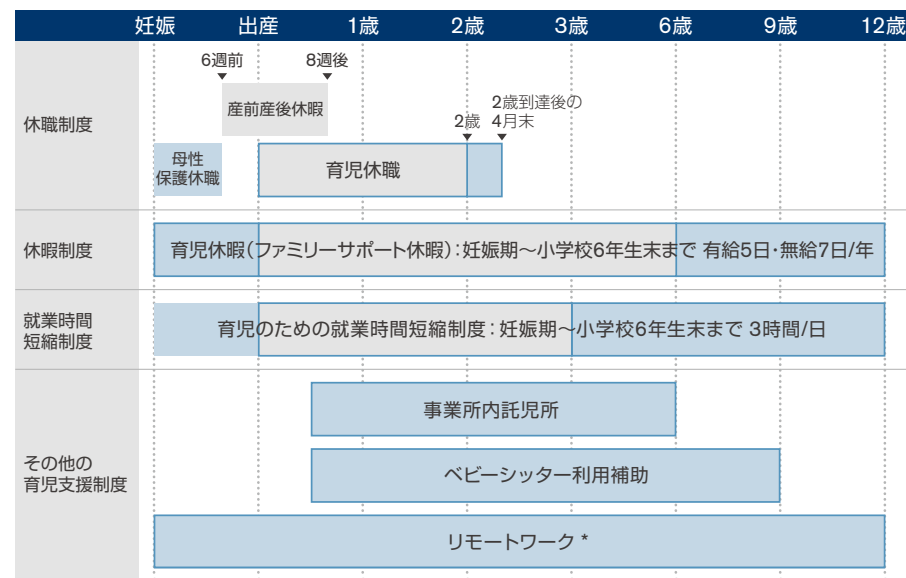 妊娠 出産 1歳 2歳 3歳 6歳 9歳 12歳
休職制度
6週前 8週後
産前産後休暇
2歳
2歳到達後の
4月末
母性
保護休職
育児休職
休暇制度
育児休暇(ファミリーサポート休暇):妊娠期〜小学校6年生末まで 有給5日・無給7日/年
就業時間
短縮制度
育児のための就業時間短縮制度:妊娠期〜小学校6年生末まで 3時間/日
その他の
育児支援制度
事業所内託児所
ベビーシッター利用補助
リモートワーク *